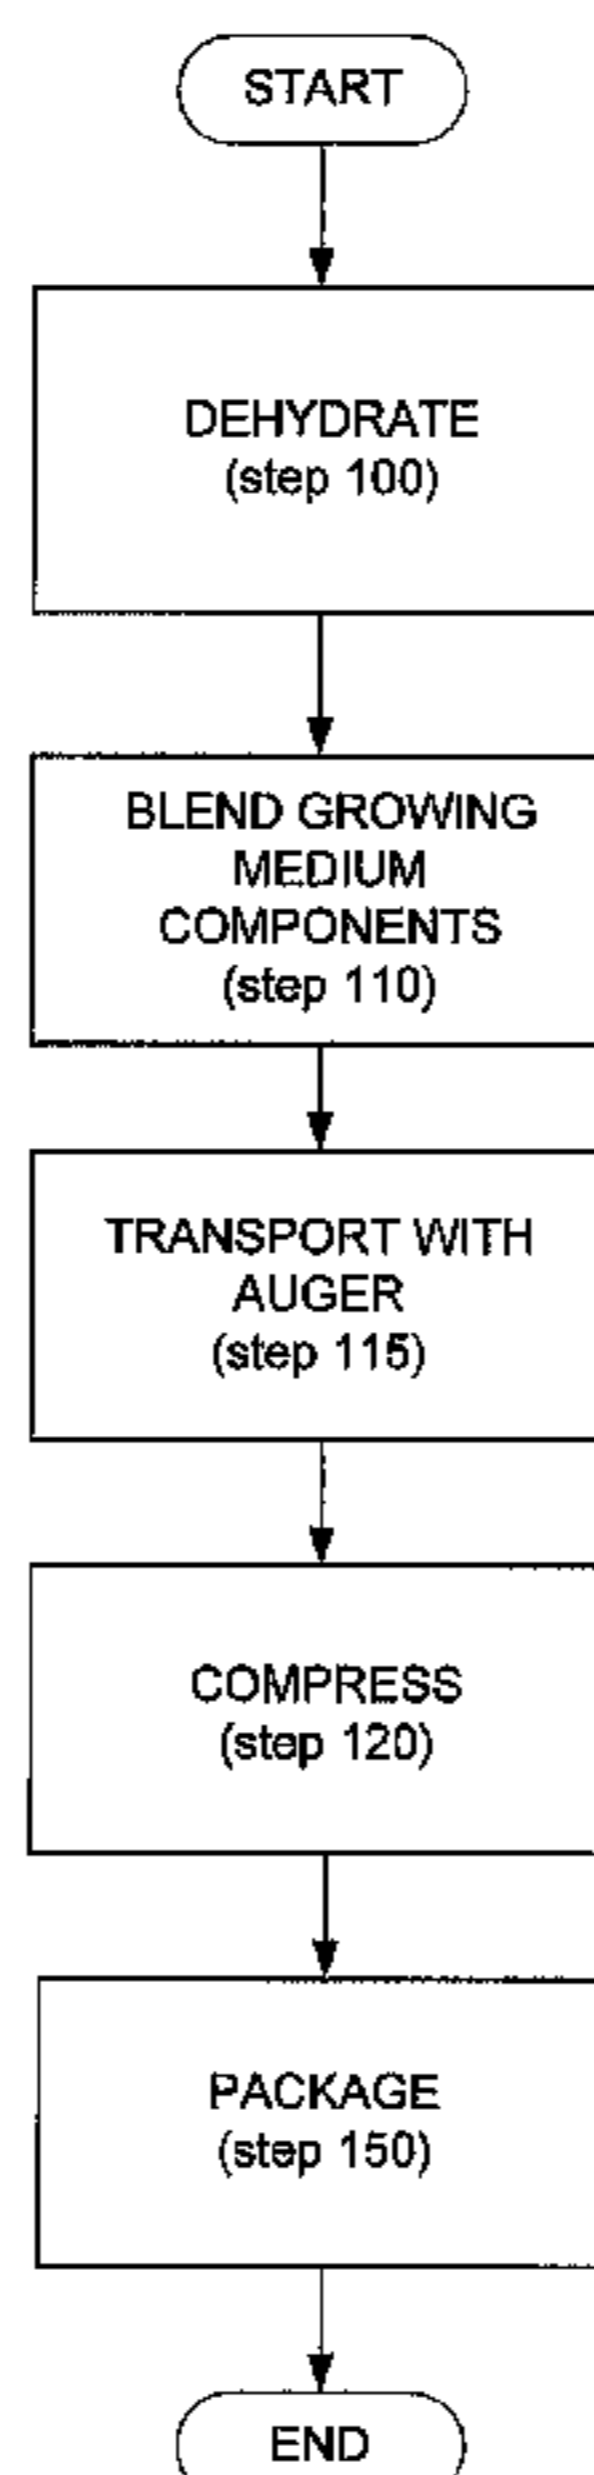 START
DEHYDRATE
(step 100)
BLEND GROWING
MEDIUM
COMPONENTS
(step 110)
TRANSPORT WITH
AUGER
(step 115)
COMPRESS
(step 120)
PACKAGE
(step 150)
END